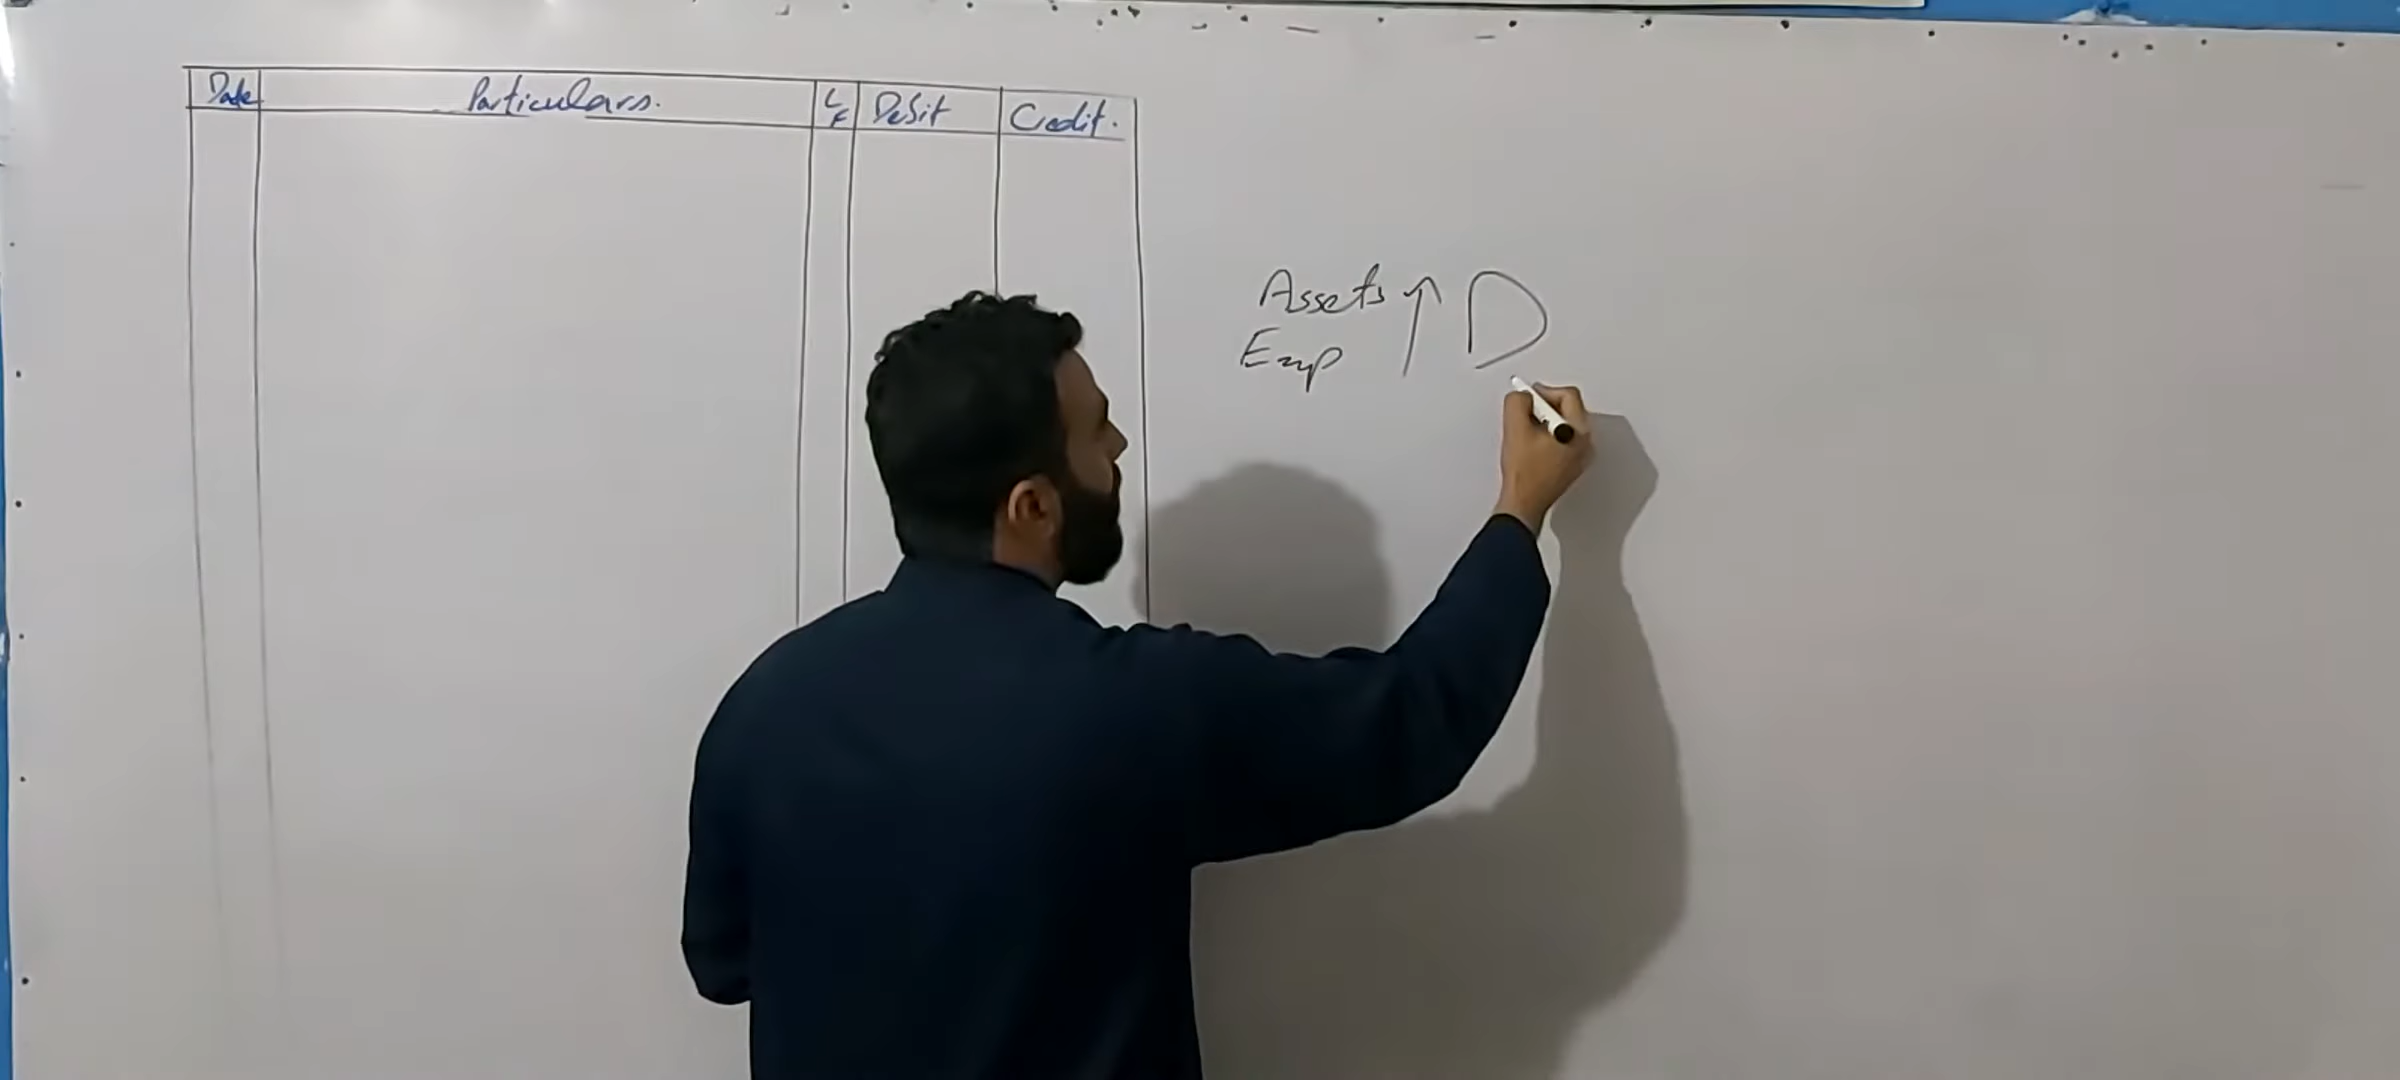 Date Particulars. LF Debit Credit.
Assets ↑ D
Exp